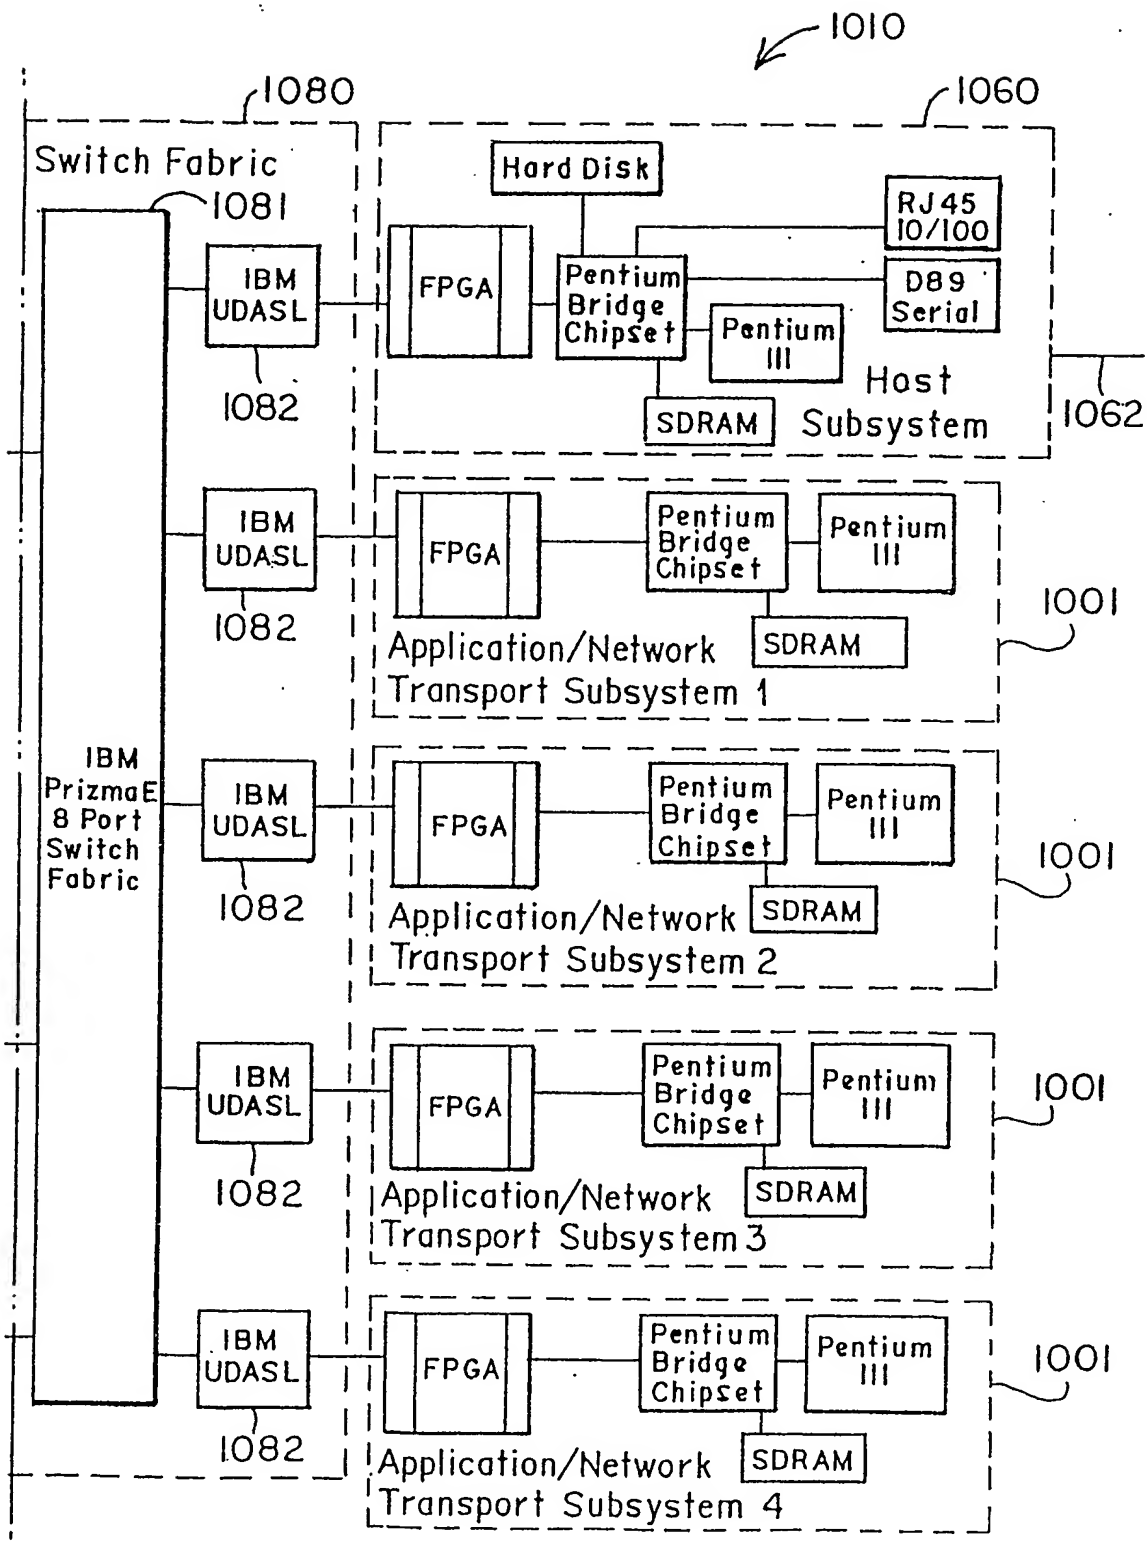 1010
1080
1060
Switch Fabric
1081
Hard Disk
RJ45
10/100
IBM
UDASL
FPGA
Pentium
Bridge
Chipset
D89
Serial
Pentium
III
1082
SDRAM
Host
Subsystem
1062
IBM
UDASL
FPGA
Pentium
Bridge
Chipset
Pentium
III
1082
1001
Application/Network
Transport Subsystem 1
SDRAM
IBM
PrizmaE
8 Port
Switch
Fabric
IBM
UDASL
FPGA
Pentium
Bridge
Chipset
Pentium
III
1082
1001
Application/Network
Transport Subsystem 2
SDRAM
IBM
UDASL
FPGA
Pentium
Bridge
Chipset
Pentium
III
1082
1001
Application/Network
Transport Subsystem 3
SDRAM
IBM
UDASL
FPGA
Pentium
Bridge
Chipset
Pentium
III
1082
1001
Application/Network
Transport Subsystem 4
SDRAM